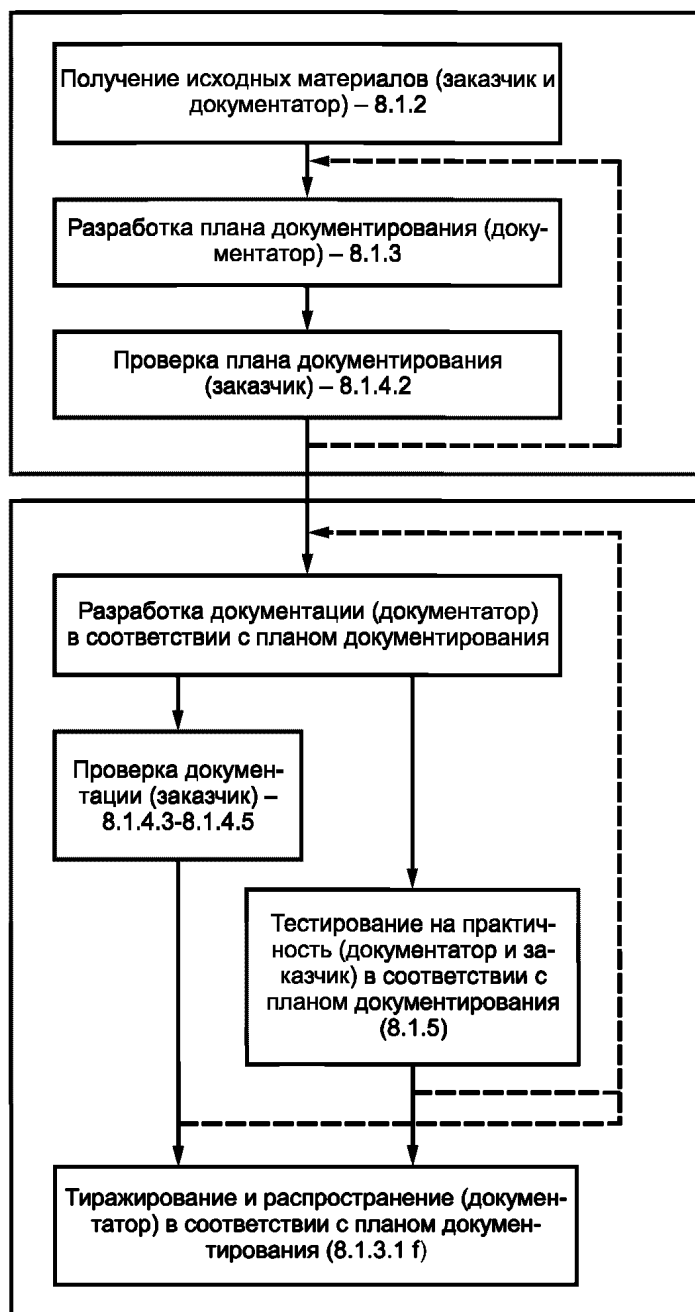 Получение исходных материалов (заказчик и
документатор) – 8.1.2
Разработка плана документирования (доку-
ментатор) – 8.1.3
Проверка плана документирования
(заказчик) – 8.1.4.2
Разработка документации (документатор)
в соответствии с планом документирования
Проверка докумен-
тации (заказчик) –
8.1.4.3-8.1.4.5
Тестирование на практич-
ность (документатор и за-
казчик) в соответствии с
планом документирования
(8.1.5)
Тиражирование и распространение (докумен-
татор) в соответствии с планом докумен-
тирования (8.1.3.1 f)